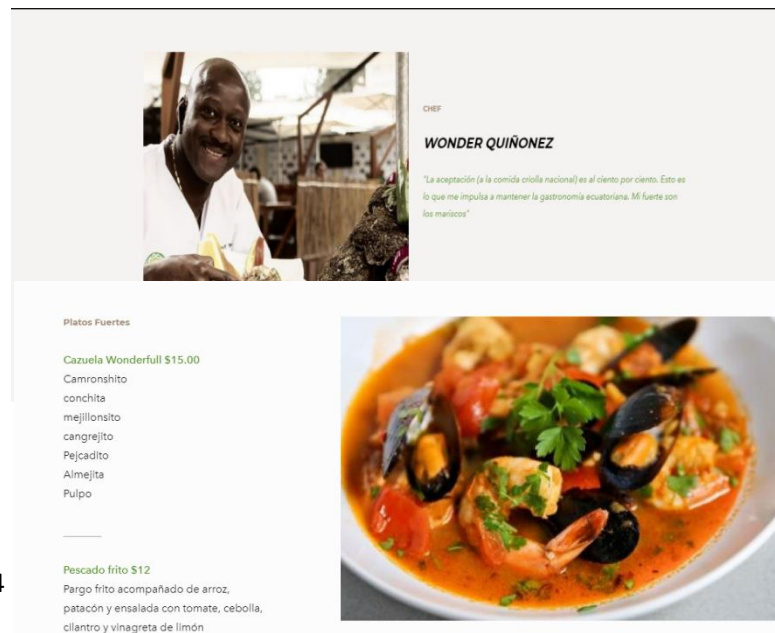 CHEF
WONDER QUIÑONEZ
"La aceptación (a la comida criolla nacional) es al ciento por ciento. Esto es
lo que me impulsa a mantener la gastronomía ecuatoriana. Mi fuerte son
los mariscos"
Platos Fuertes
Cazuela Wonderfull $15.00
Camronshito
conchita
mejillonsito
cangrejito
Pejcadito
Almejita
Pulpo
Pescado frito $12
Pargo frito acompañado de arroz,
patacón y ensalada con tomate, cebolla,
cilantro y vinagreta de limón
4